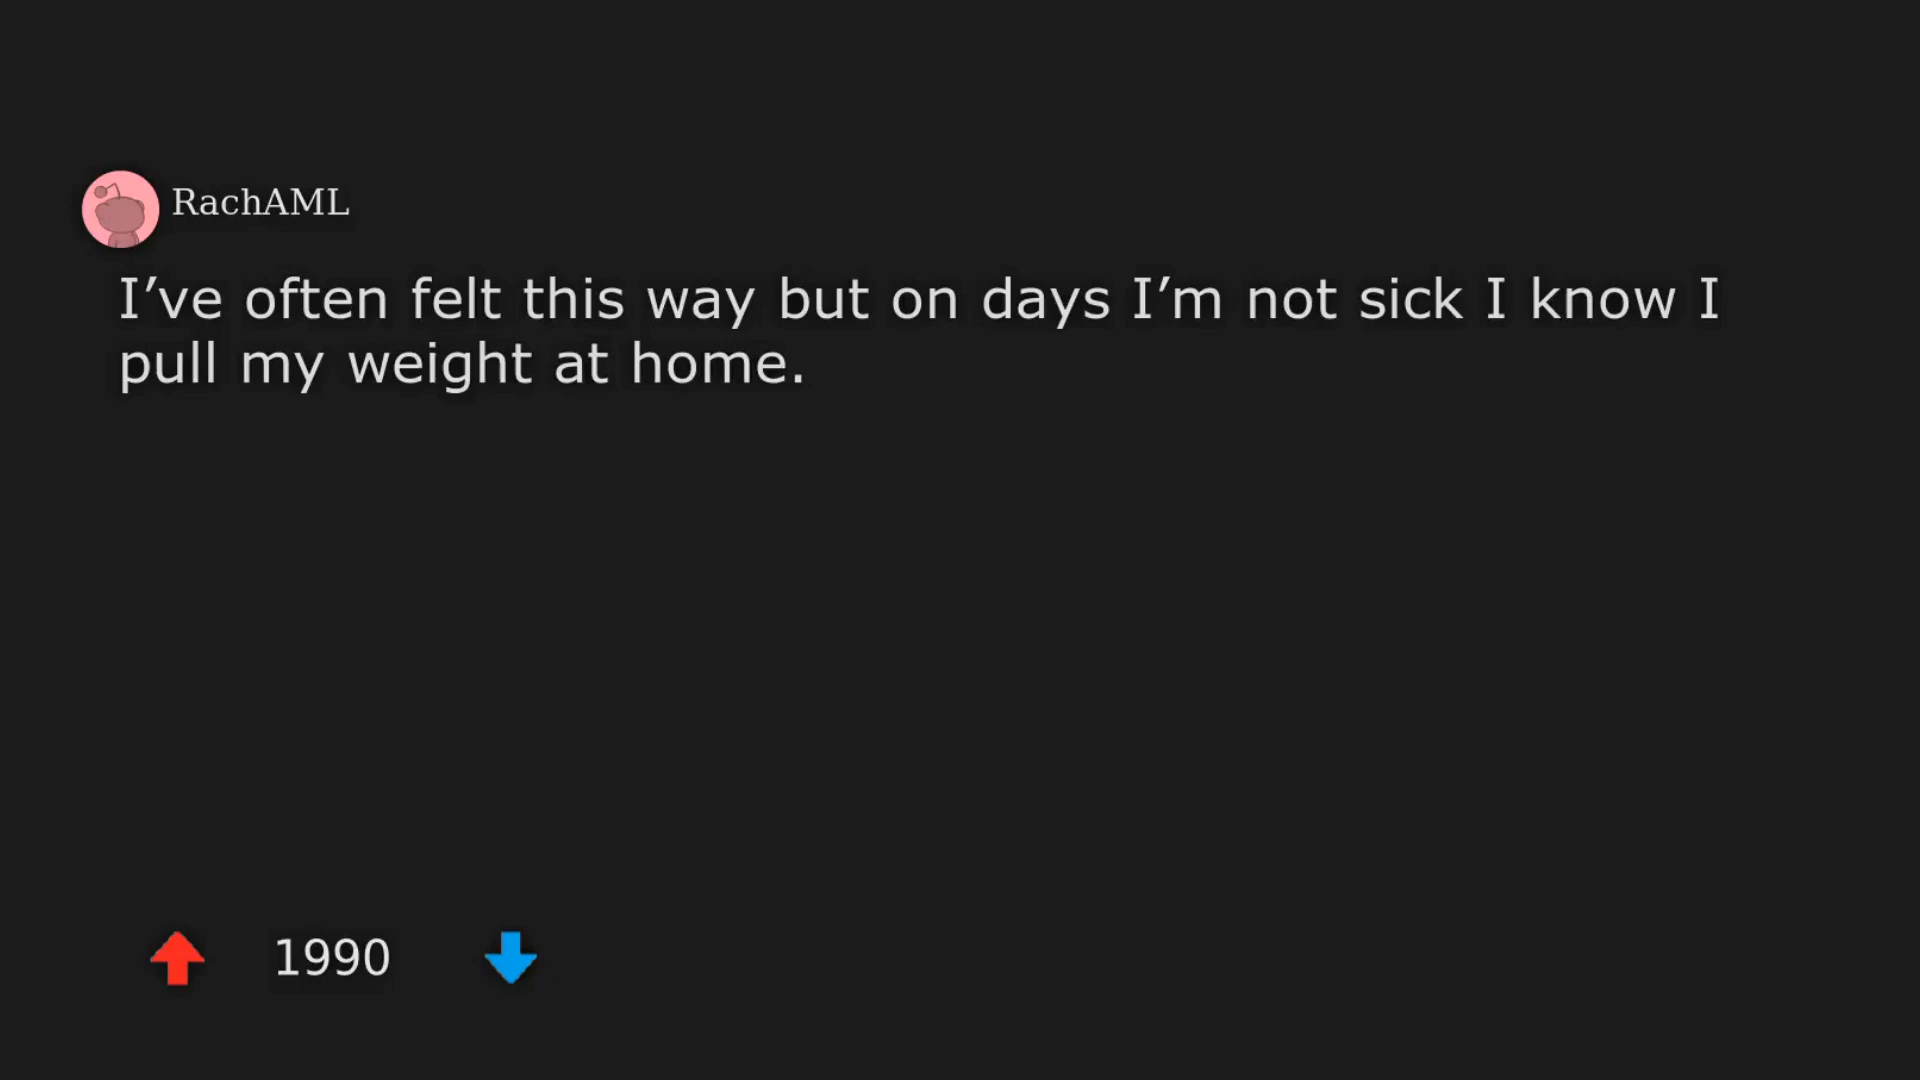 RachAML
I’ve often felt this way but on days I’m not sick I know I
pull my weight at home.
1990